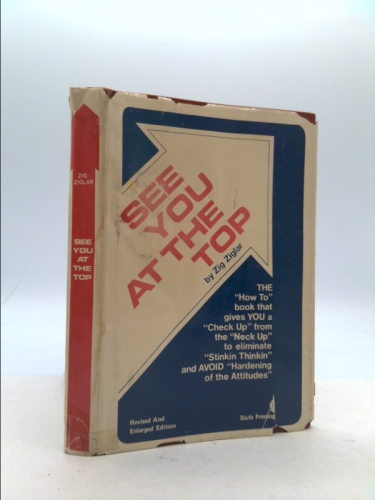 ZIG
ZIGLAR
SEE
YOU
AT
THE
TOP
SEE
YOU
AT THE
TOP
by Zig Ziglar
THE
"How To"
book that
gives YOU a
"Check Up" from
the "Neck Up"
to eliminate
"Stinkin Thinkin"
and AVOID "Hardening
of the Attitudes"
Revised And
Enlarged Edition
Sixth Printing